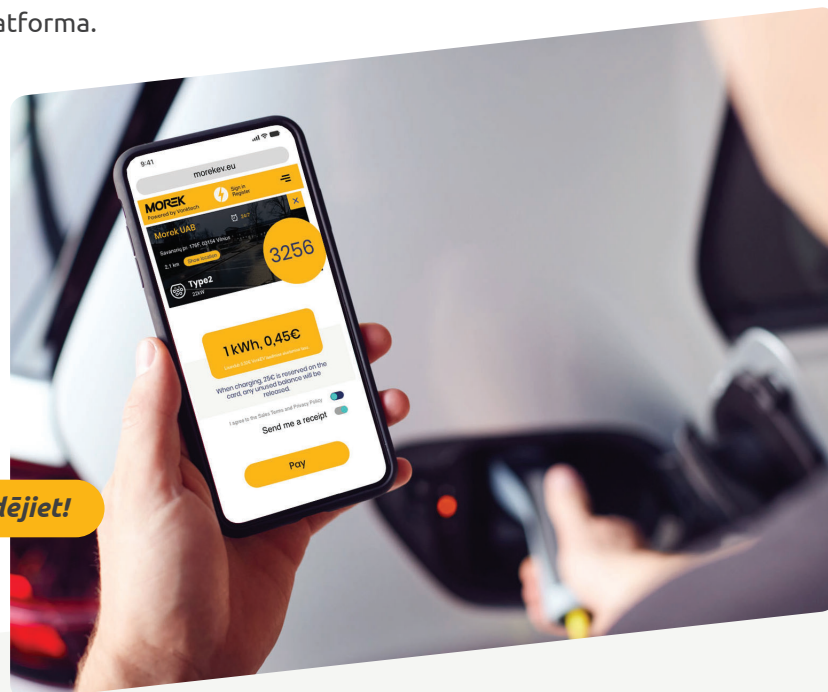 atforma.
9:41
morekev.eu
MOREK
Powered by Voratech
Sign in
Register
Morek UAB
24/7
Savanorių pr. 176F, 03154 Vilnius
2.1 km
Show location
3256
Type2
22kW
1 kWh, 0,45€
When charging, 25€ is reserved on the
card, any unused balance will be
released.
I agree to the Sales Terms and Privacy Policy
Send me a receipt
Pay
dējiet!